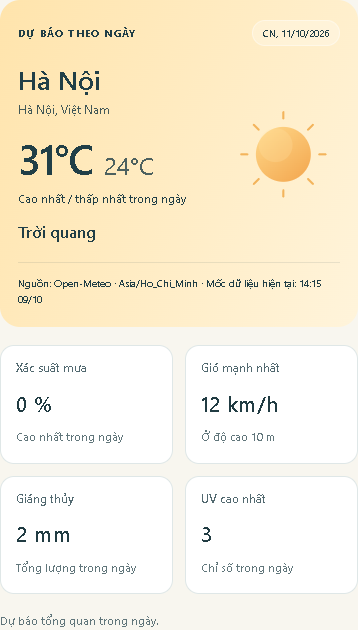 DỰ BÁO THEO NGÀY
CN, 11/10/2026
Hà Nội
Hà Nội, Việt Nam
31°C 24°C
Cao nhất / thấp nhất trong ngày
Trời quang
Nguồn: Open-Meteo · Asia/Ho_Chi_Minh · Mốc dữ liệu hiện tại: 14:15
09/10
Xác suất mưa
0 %
Cao nhất trong ngày
Gió mạnh nhất
12 km/h
Ở độ cao 10 m
Giáng thủy
2 mm
Tổng lượng trong ngày
UV cao nhất
3
Chỉ số trong ngày
Dự báo tổng quan trong ngày.